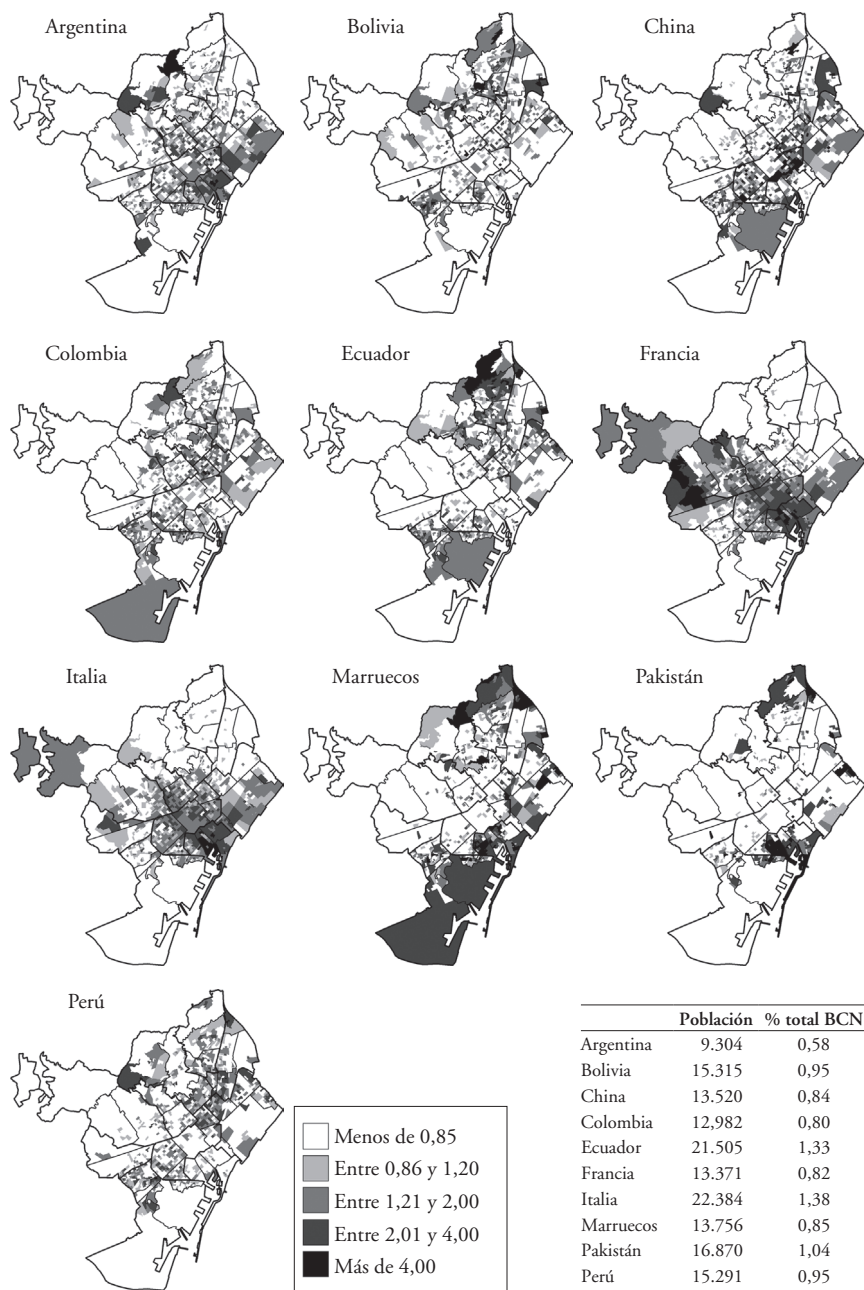 Argentina
Bolivia
China
Colombia
Ecuador
Francia
Italia
Marruecos
Pakistán
Perú
Menos de 0,85
Entre 0,86 y 1,20
Entre 1,21 y 2,00
Entre 2,01 y 4,00
Más de 4,00
Población % total BCN
Argentina 9.304 0,58
Bolivia 15.315 0,95
China 13.520 0,84
Colombia 12,982 0,80
Ecuador 21.505 1,33
Francia 13.371 0,82
Italia 22.384 1,38
Marruecos 13.756 0,85
Pakistán 16.870 1,04
Perú 15.291 0,95